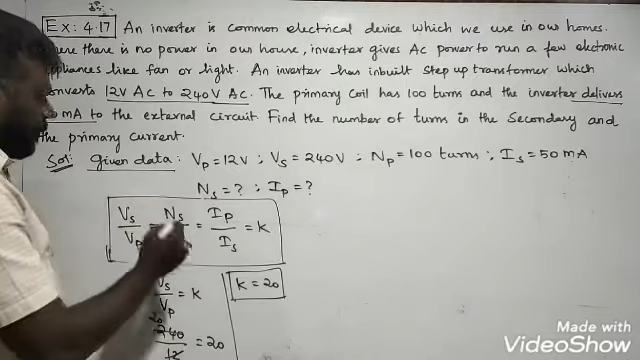 Ex: 4.17 An inverter is common electrical device which we use in our homes.
there is no power in our house, inverter gives AC power to run a few electronic
appliances like fan or light. An inverter has inbuilt step up transformer which
converts 12V AC to 240V AC. The primary coil has 100 turns and the inverter delivers
mA to the external circuit. Find the number of turns in the secondary and
the primary current.
Sol: Given data: Vp=12V ; Vs=240V ; Np=100 turns ; Is=50mA
Ns=? ; Ip=?
Vs/Vp = Ns = Ip/Is = K
Vs/Vp = K
K=20
20
240/12 = 20
Made with
VideoShow